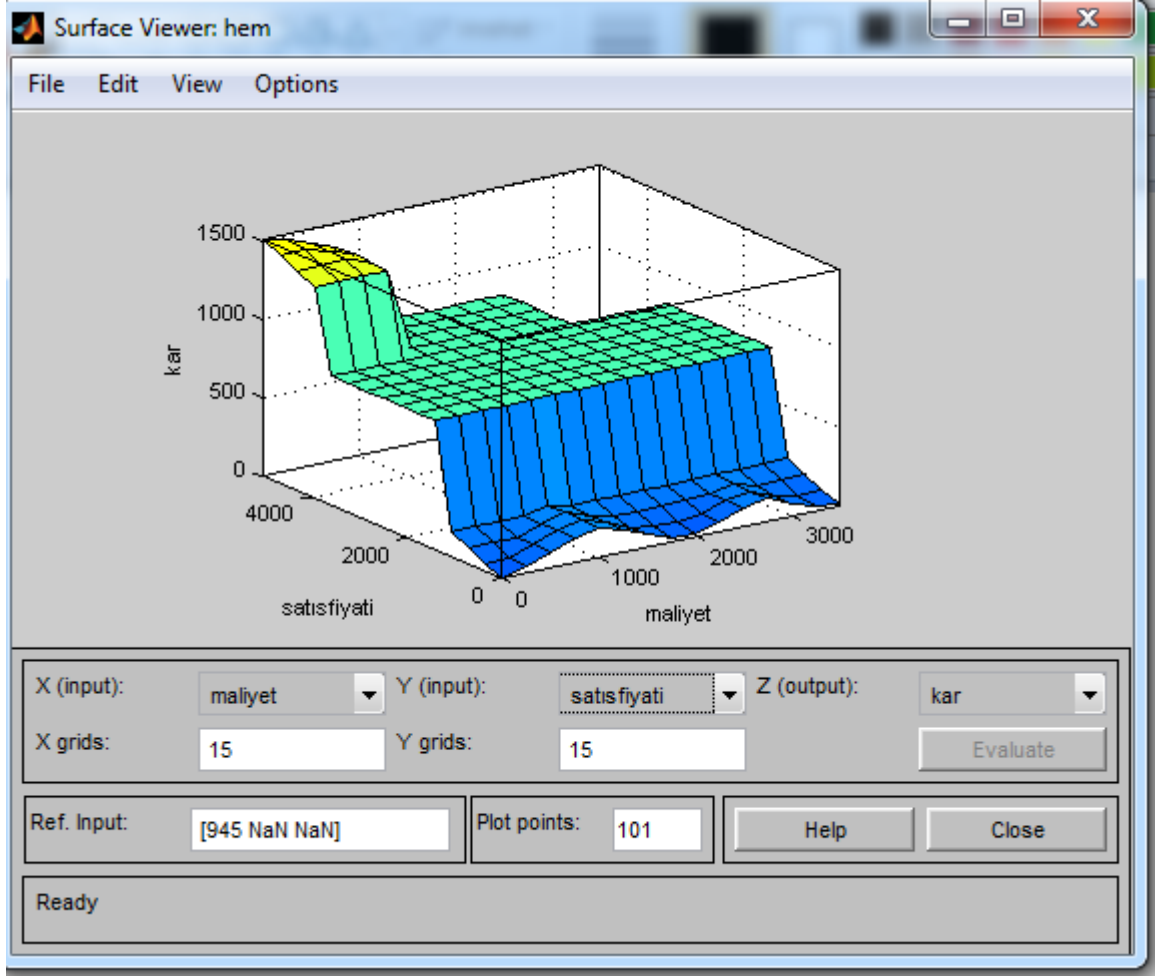 Surface Viewer: hem
File Edit View Options
1500
1000
500
0
kar
4000
2000
0
satısfiyati
0
1000
2000
3000
maliyet
X (input): maliyet Y (input): satısfiyati Z (output): kar
X grids: 15 Y grids: 15 Evaluate
Ref. Input: [945 NaN NaN] Plot points: 101 Help Close
Ready